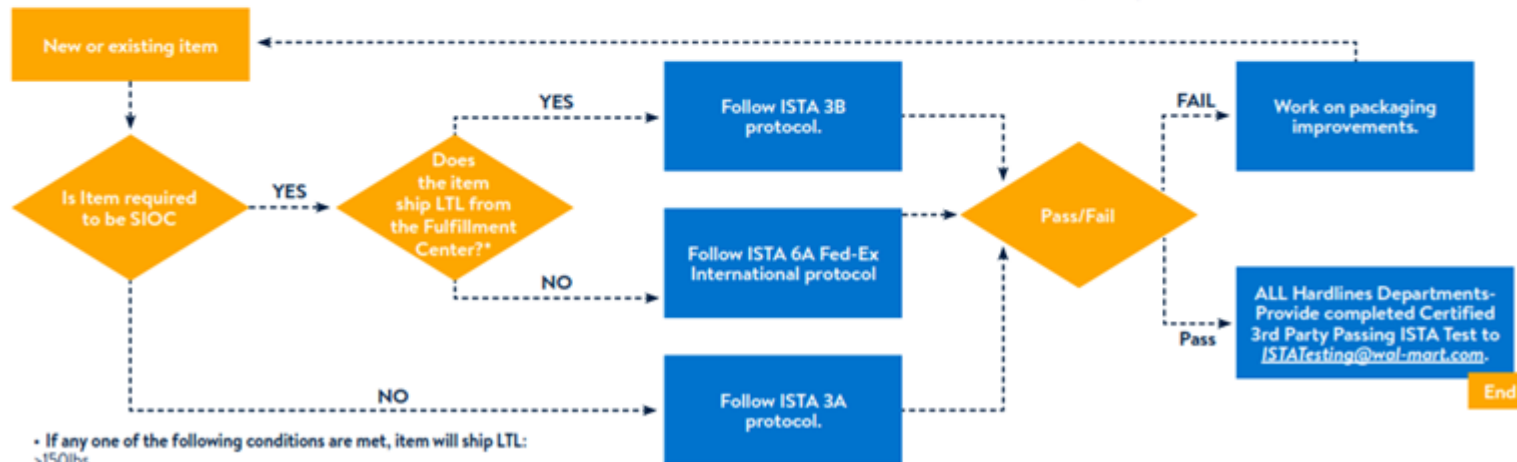 New or existing item
Is Item required
to be SIOC
YES
Does
the item
ship LTL from
the Fulfillment
Center?*
YES
NO
NO
Follow ISTA 3B
protocol.
Follow ISTA 6A Fed-Ex
International protocol
Follow ISTA 3A
protocol.
Pass/Fail
FAIL
Work on packaging
improvements.
Pass
ALL Hardlines Departments-
Provide completed Certified
3rd Party Passing ISTA Test to
ISTATesting@wal-mart.com.
End
• If any one of the following conditions are met, item will ship LTL:
>150lbs